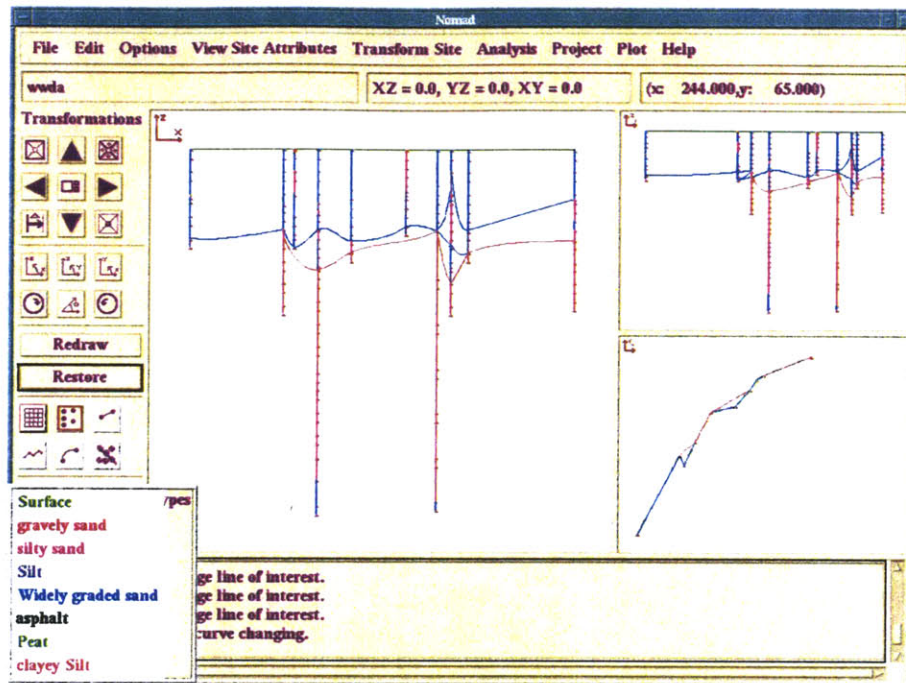 Nomad
File Edit Options View Site Attributes Transform Site Analysis Project Plot Help
wwda
XZ = 0.0, YZ = 0.0, XY = 0.0
(x: 244.000,y: 65.000)
Transformations
Z
X
Redraw
Restore
/pes
Surface
gravely sand
silty sand
Silt
Widely graded sand
asphalt
Peat
clayey Silt
ge line of interest.
ge line of interest.
ge line of interest.
curve changing.